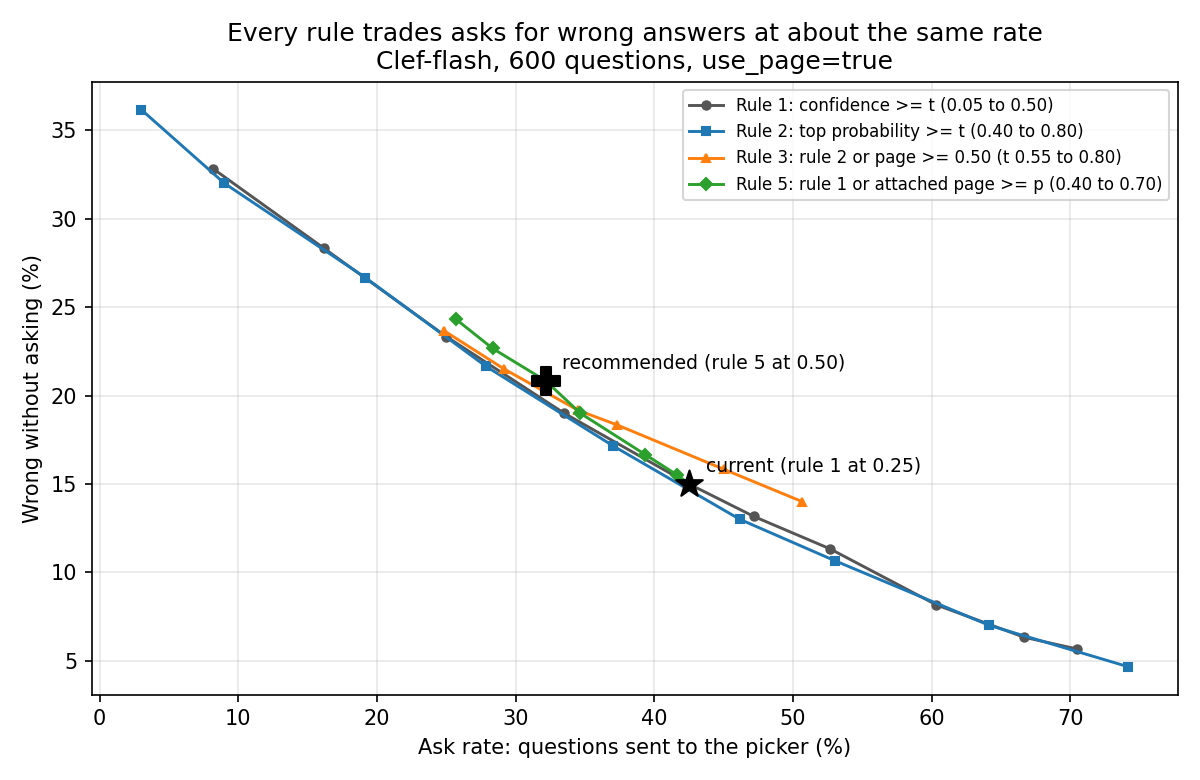 Every rule trades asks for wrong answers at about the same rate
Clef-flash, 600 questions, use_page=true
Rule 1: confidence >= t (0.05 to 0.50)
Rule 2: top probability >= t (0.40 to 0.80)
Rule 3: rule 2 or page >= 0.50 (t 0.55 to 0.80)
Rule 5: rule 1 or attached page >= p (0.40 to 0.70)
Wrong without asking (%)
35
30
25
20
15
10
5
recommended (rule 5 at 0.50)
current (rule 1 at 0.25)
0 10 20 30 40 50 60 70
Ask rate: questions sent to the picker (%)